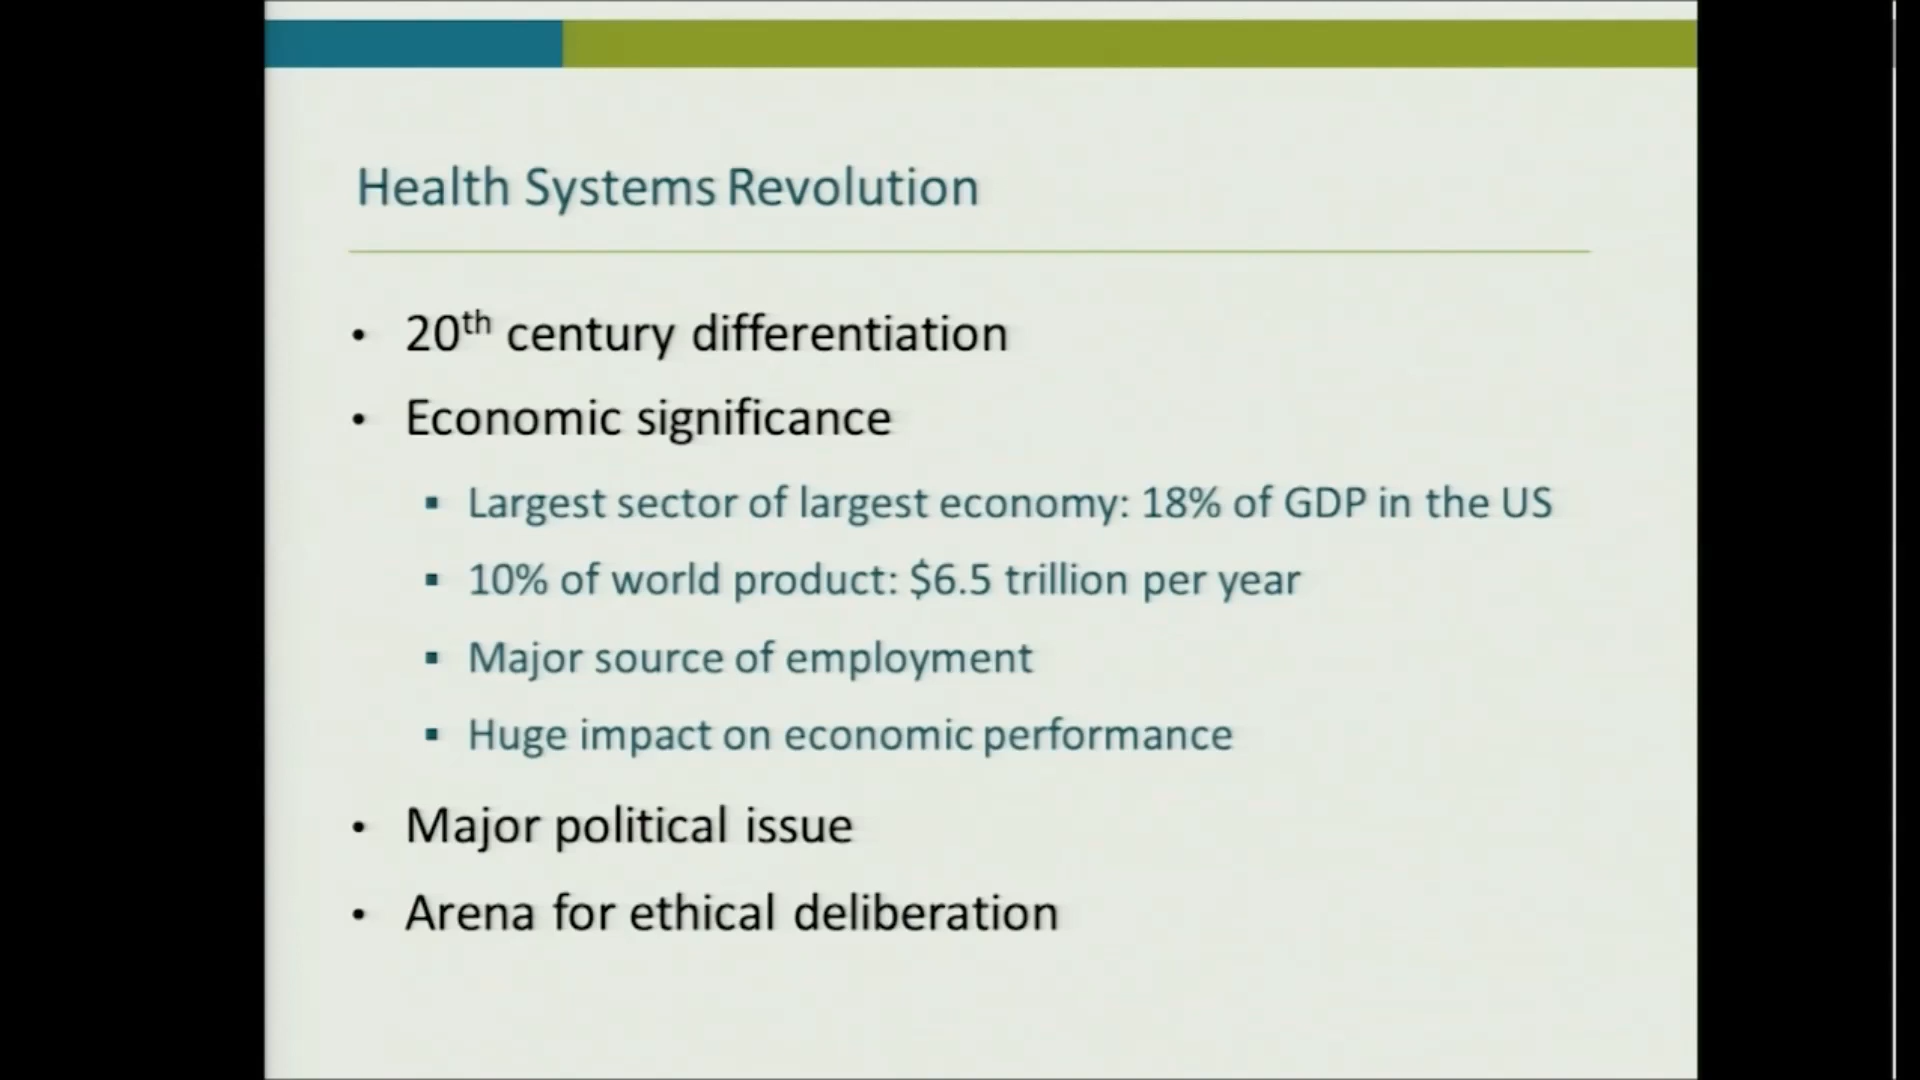 Health Systems Revolution
• 20th century differentiation
• Economic significance
▪ Largest sector of largest economy: 18% of GDP in the US
▪ 10% of world product: $6.5 trillion per year
▪ Major source of employment
▪ Huge impact on economic performance
• Major political issue
• Arena for ethical deliberation